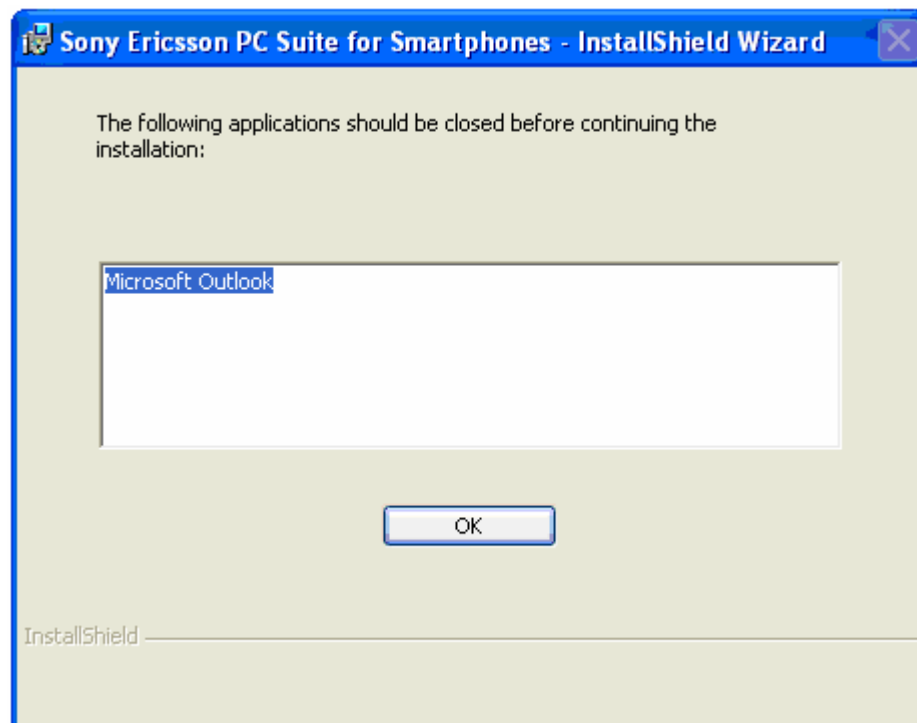 Sony Ericsson PC Suite for Smartphones - InstallShield Wizard
The following applications should be closed before continuing the
installation:
Microsoft Outlook
OK
InstallShield